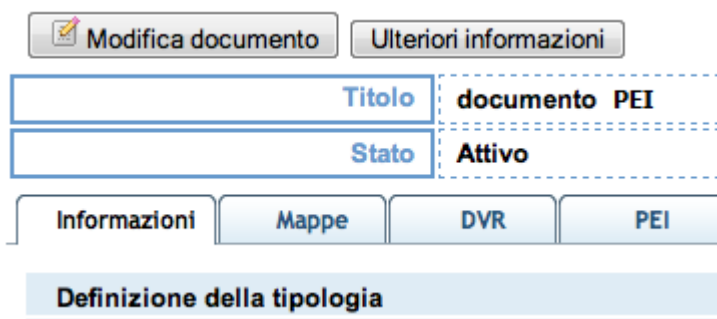 Modifica documento Ulteriori informazioni
Titolo documento PEI
Stato Attivo
Informazioni Mappe DVR PEI
Definizione della tipologia